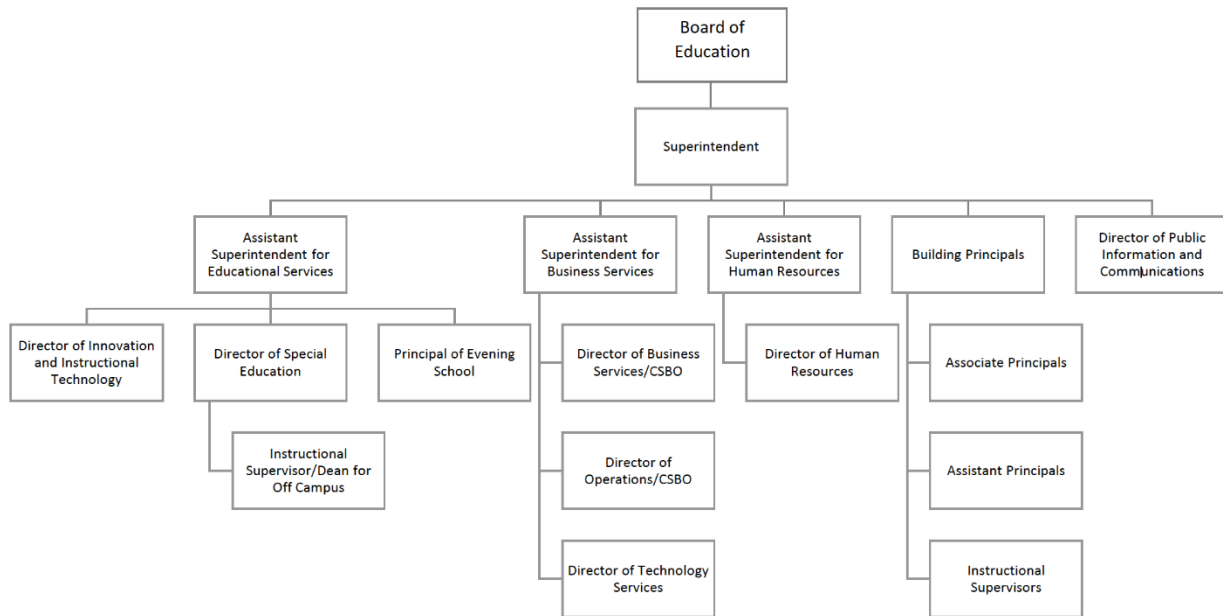 Board of
Education
Superintendent
Assistant
Superintendent for
Educational Services
Assistant
Superintendent for
Business Services
Assistant
Superintendent for
Human Resources
Building Principals
Director of Public
Information and
Communications
Director of Innovation
and Instructional
Technology
Director of Special
Education
Principal of Evening
School
Director of Business
Services/CSBO
Director of Human
Resources
Associate Principals
Instructional
Supervisor/Dean for
Off Campus
Director of
Operations/CSBO
Assistant Principals
Director of Technology
Services
Instructional
Supervisors